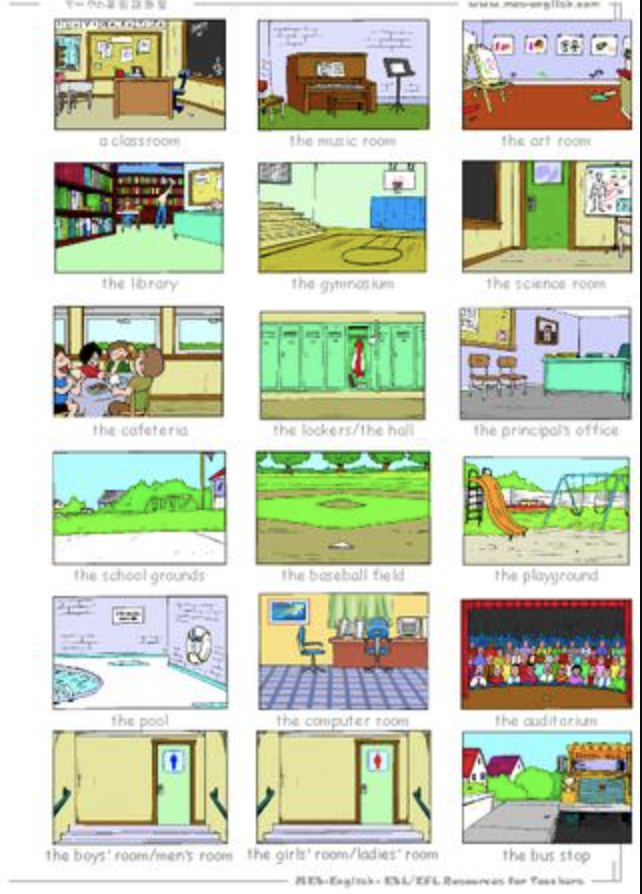 www.mes-english.com
a classroom
the music room
the art room
the library
the gymnasium
the science room
the cafeteria
the lockers/the hall
the principal's office
the school grounds
the baseball field
the playground
the pool
the computer room
the auditorium
the boys' room/men's room
the girls' room/ladies' room
the bus stop
MES-English - ESL/EFL Resources for Teachers